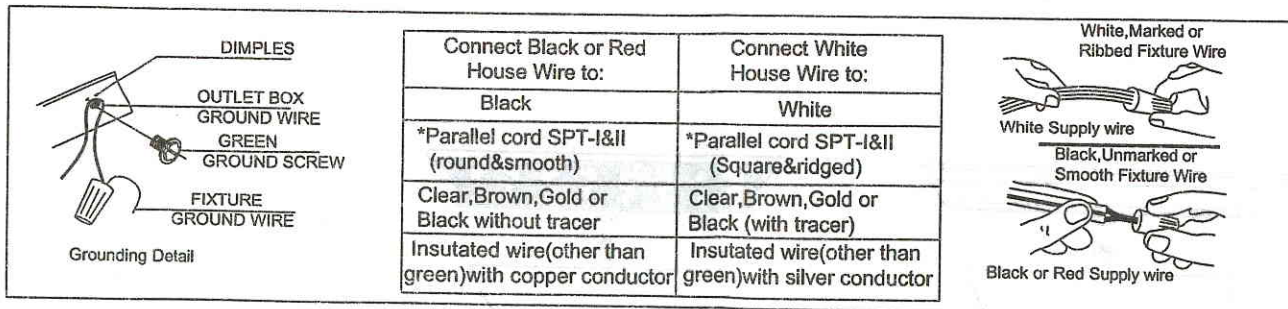 DIMPLES
OUTLET BOX
GROUND WIRE
GREEN
GROUND SCREW
FIXTURE
GROUND WIRE
Grounding Detail
Connect Black or Red
House Wire to:
Connect White
House Wire to:
Black
White
*Parallel cord SPT-I&II
(round&smooth)
*Parallel cord SPT-I&II
(Square&ridged)
Clear,Brown,Gold or
Black without tracer
Clear,Brown,Gold or
Black (with tracer)
Insutated wire(other than
green)with copper conductor
Insutated wire(other than
green)with silver conductor
White,Marked or
Ribbed Fixture Wire
White Supply wire
Black,Unmarked or
Smooth Fixture Wire
Black or Red Supply wire